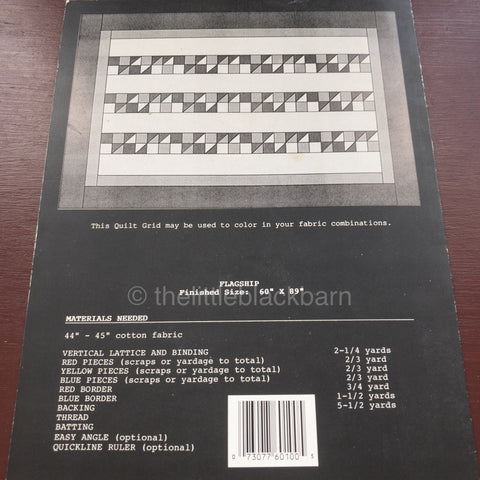 This Quilt Grid may be used to color in your fabric combinations.
FLAGSHIP
Finished Size: 60" X 89"
© thelittleblackbarn
MATERIALS NEEDED
44" - 45" cotton fabric
VERTICAL LATTICE AND BINDING 2-1/4 yards
RED PIECES (scraps or yardage to total) 2/3 yard
YELLOW PIECES (scraps or yardage to total) 2/3 yard
BLUE PIECES (scraps or yardage to total) 2/3 yard
RED BORDER 3/4 yard
BLUE BORDER 1-1/2 yards
BACKING 5-1/2 yards
THREAD
BATTING
EASY ANGLE (optional)
QUICKLINE RULER (optional)
0 73077 60100 5